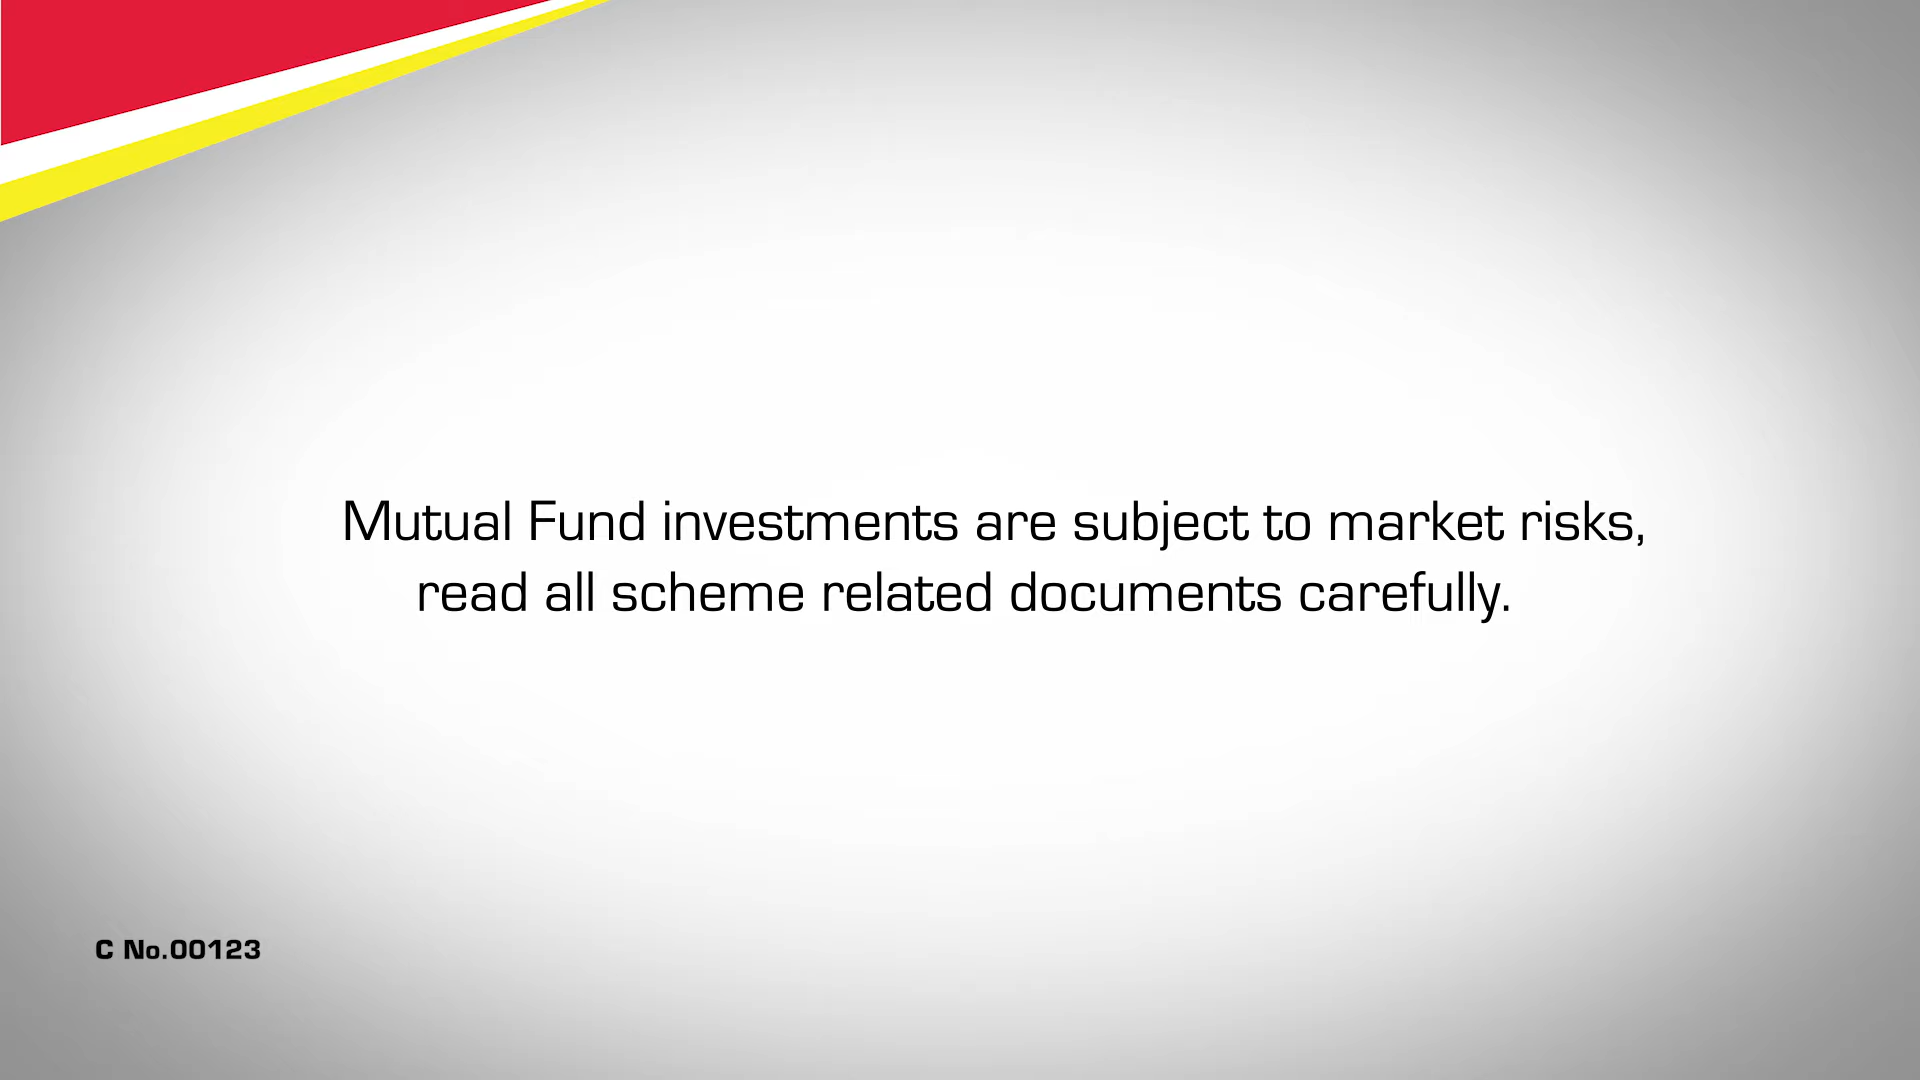 Mutual Fund investments are subject to market risks,
read all scheme related documents carefully.
C No.00123